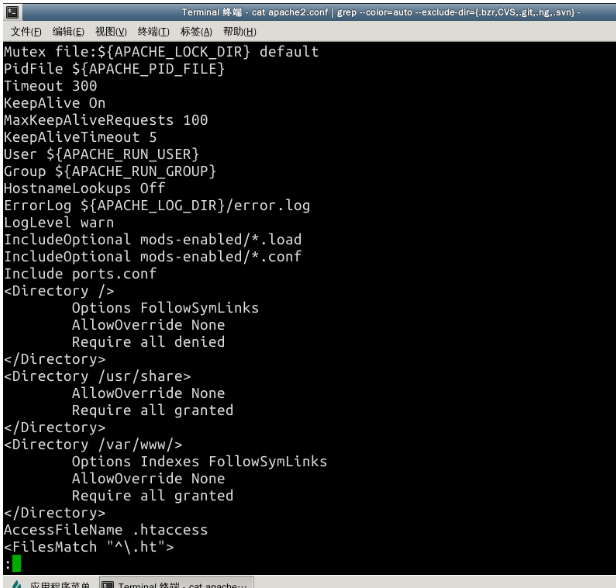 Terminal 终端 - cat apache2.conf | grep --color=auto --exclude-dir={.bzr,CVS,.git,.hg,.svn} -
文件(F) 编辑(E) 视图(V) 终端(T) 标签(A) 帮助(H)
Mutex file:${APACHE_LOCK_DIR} default
PidFile ${APACHE_PID_FILE}
Timeout 300
KeepAlive On
MaxKeepAliveRequests 100
KeepAliveTimeout 5
User ${APACHE_RUN_USER}
Group ${APACHE_RUN_GROUP}
HostnameLookups Off
ErrorLog ${APACHE_LOG_DIR}/error.log
LogLevel warn
IncludeOptional mods-enabled/*.load
IncludeOptional mods-enabled/*.conf
Include ports.conf
<Directory />
        Options FollowSymLinks
        AllowOverride None
        Require all denied
</Directory>
<Directory /usr/share>
        AllowOverride None
        Require all granted
</Directory>
<Directory /var/www/>
        Options Indexes FollowSymLinks
        AllowOverride None
        Require all granted
</Directory>
AccessFileName .htaccess
<FilesMatch "^\.ht">
:
应用程序菜单 Terminal 终端 - cat apache…